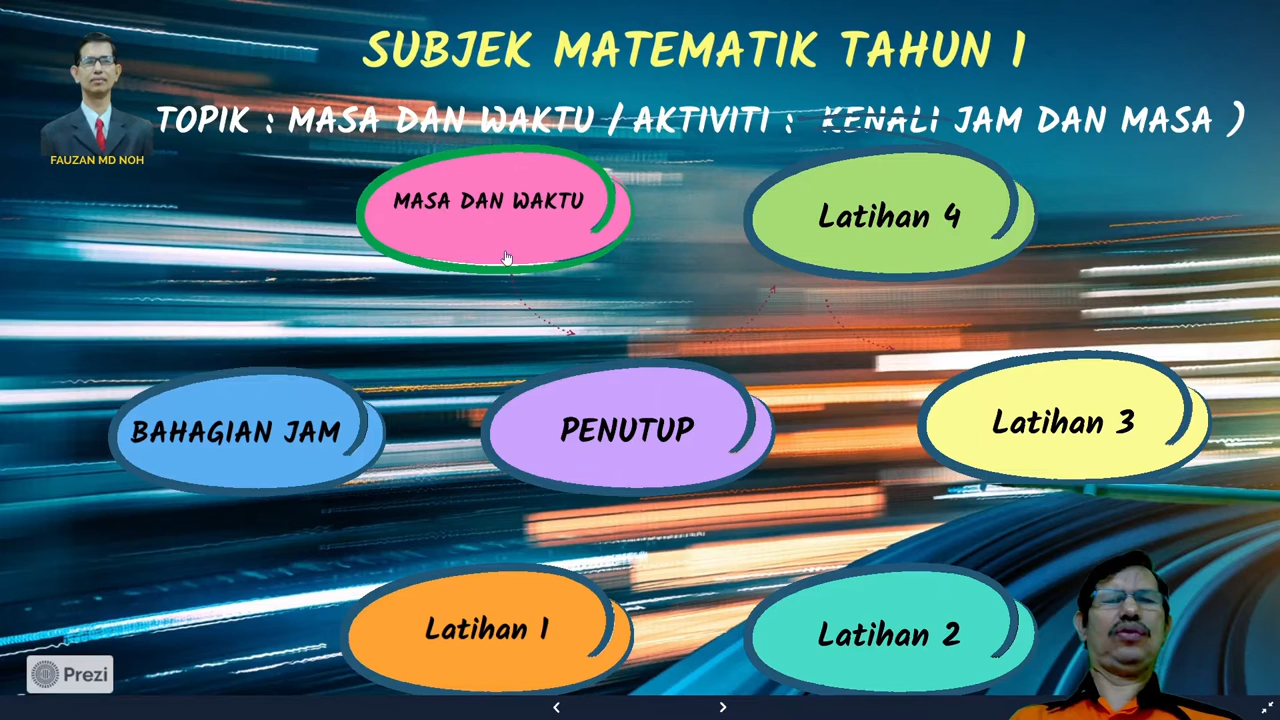 SUBJEK MATEMATIK TAHUN 1
TOPIK : MASA DAN WAKTU / AKTIVITI : KENALI JAM DAN MASA )
FAUZAN MD NOH
MASA DAN WAKTU
Latihan 4
BAHAGIAN JAM
PENUTUP
Latihan 3
Latihan 1
Latihan 2
Prezi